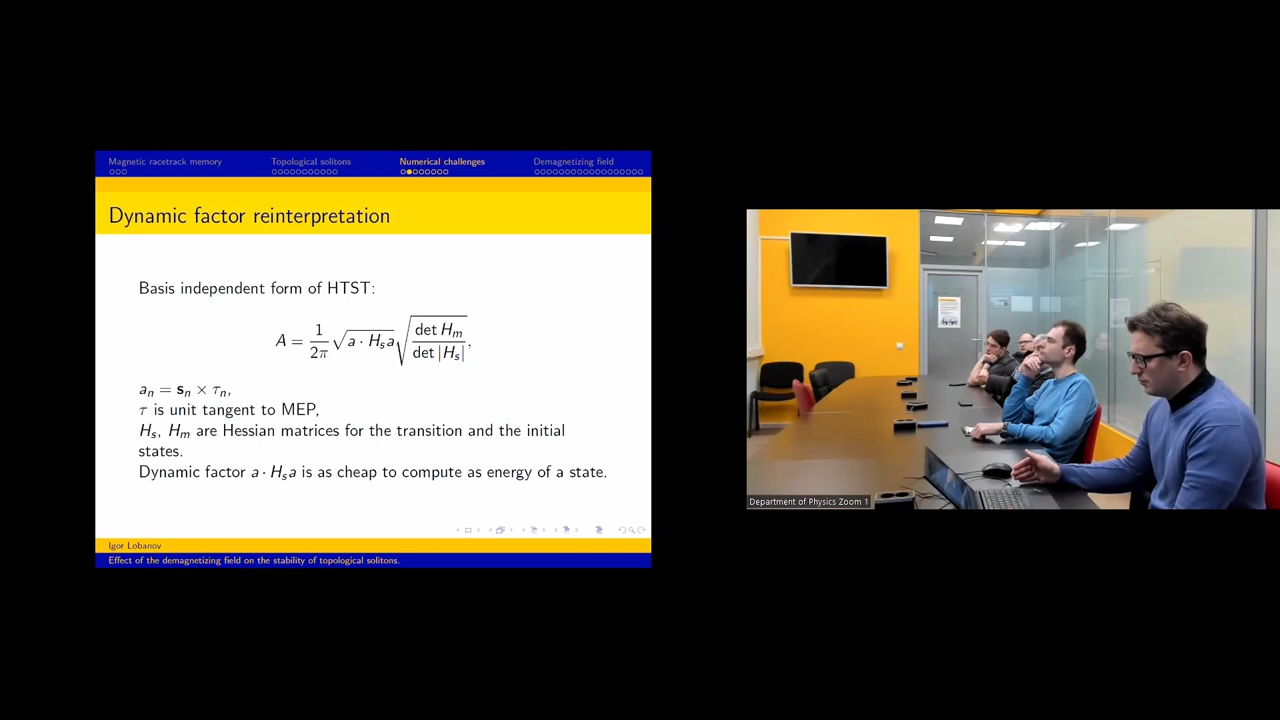 Magnetic racetrack memory Topological solitons Numerical challenges Demagnetizing field
Dynamic factor reinterpretation
Basis independent form of HTST:
A = 1/2π √(a · H_s a) √(det H_m / det |H_s|),
a_n = s_n × τ_n,
τ is unit tangent to MEP,
H_s, H_m are Hessian matrices for the transition and the initial
states.
Dynamic factor a · H_s a is as cheap to compute as energy of a state.
Igor Lobanov
Effect of the demagnetizing field on the stability of topological solitons.
Department of Physics Zoom 1